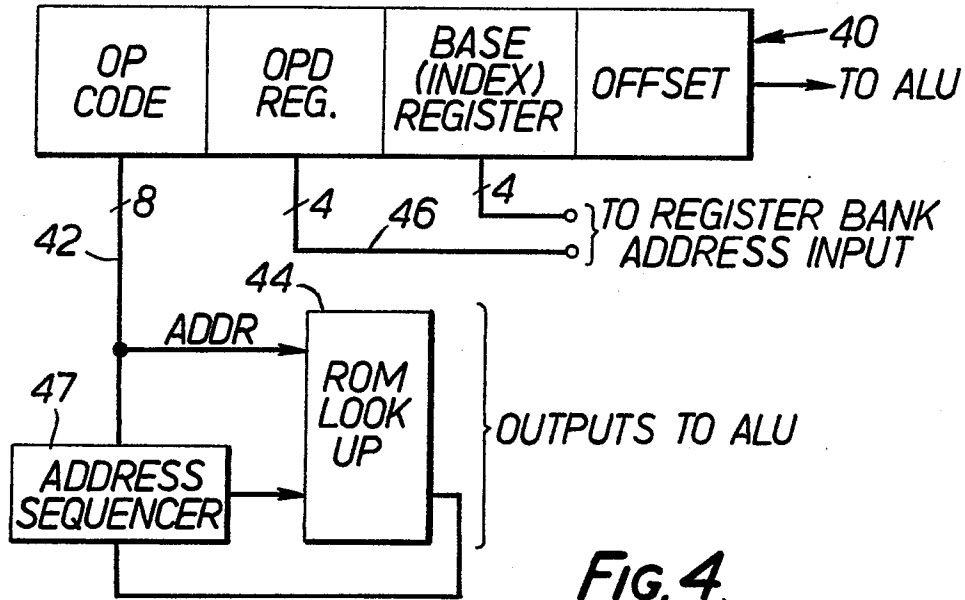 OP
CODE
OPD
REG.
BASE
(INDEX)
REGISTER
OFFSET
40
TO ALU
8
4
4
42
46
TO REGISTER BANK
ADDRESS INPUT
44
ADDR
ROM
LOOK
UP
47
ADDRESS
SEQUENCER
OUTPUTS TO ALU
FIG. 4.